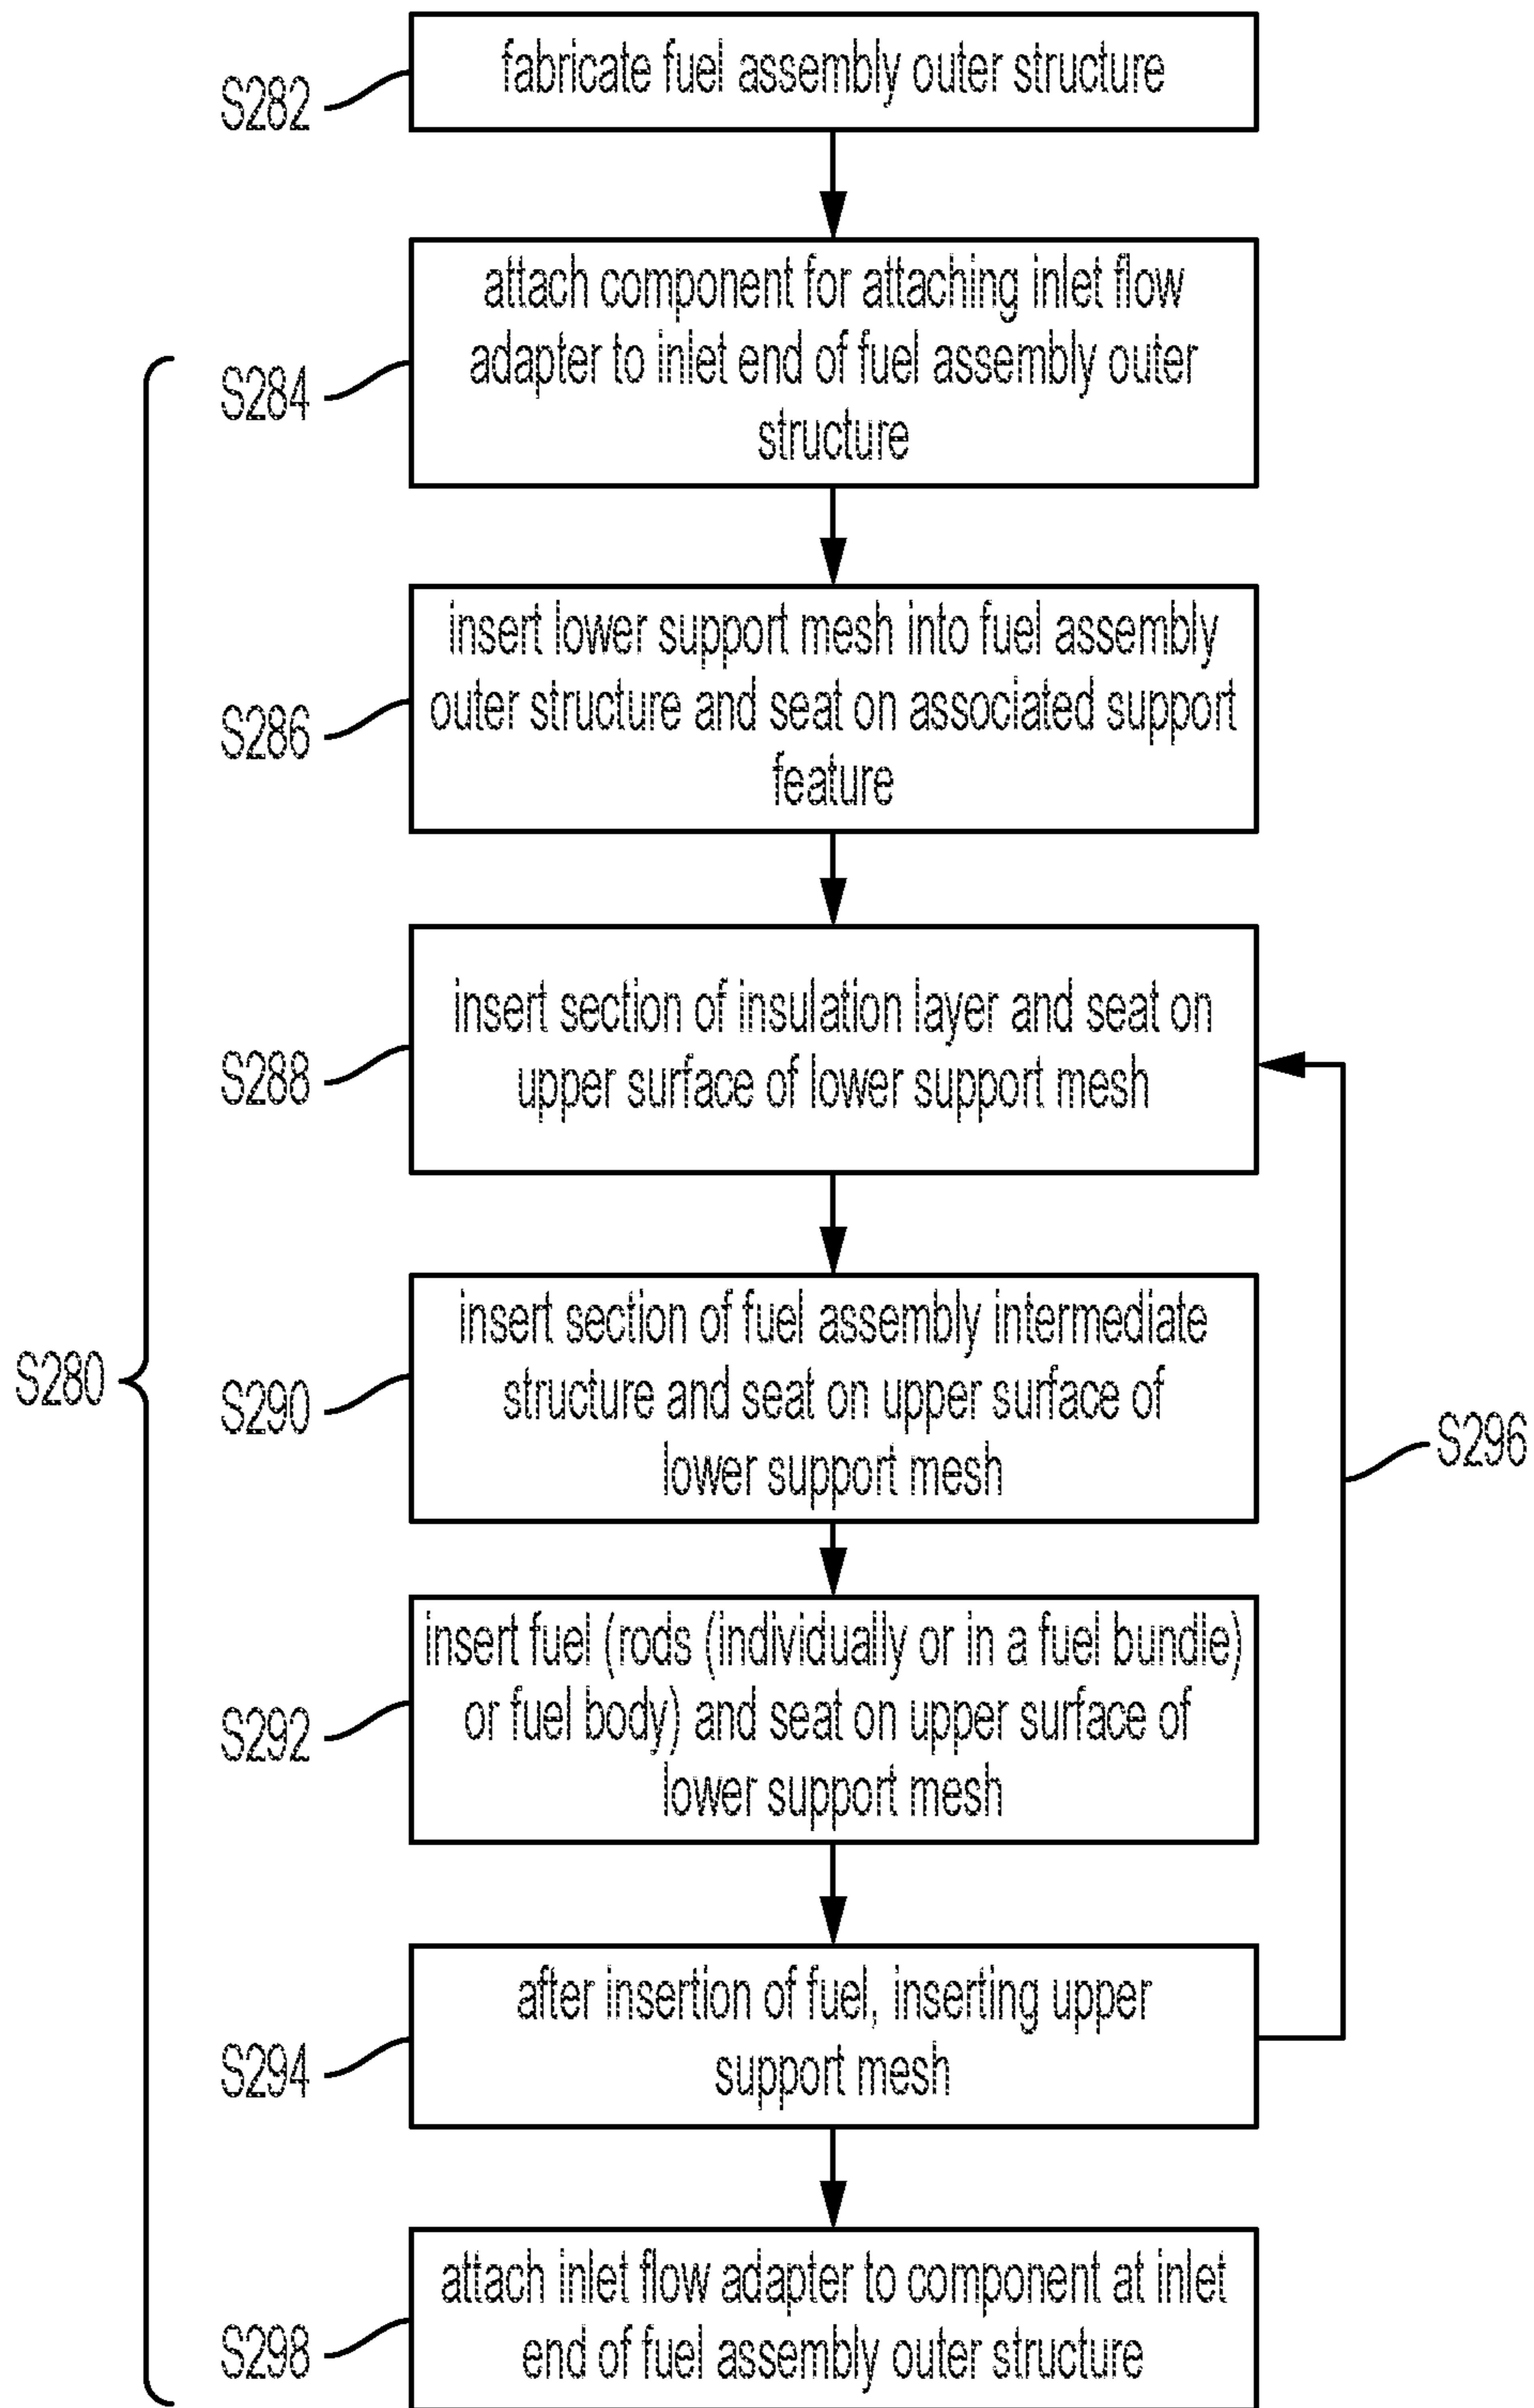 S282
fabricate fuel assembly outer structure
S284
attach component for attaching inlet flow
adapter to inlet end of fuel assembly outer
structure
S286
insert lower support mesh into fuel assembly
outer structure and seat on associated support
feature
S288
insert section of insulation layer and seat on
upper surface of lower support mesh
S280
S290
insert section of fuel assembly intermediate
structure and seat on upper surface of
lower support mesh
S296
S292
insert fuel (rods (individually or in a fuel bundle)
or fuel body) and seat on upper surface of
lower support mesh
S294
after insertion of fuel, inserting upper
support mesh
S298
attach inlet flow adapter to component at inlet
end of fuel assembly outer structure